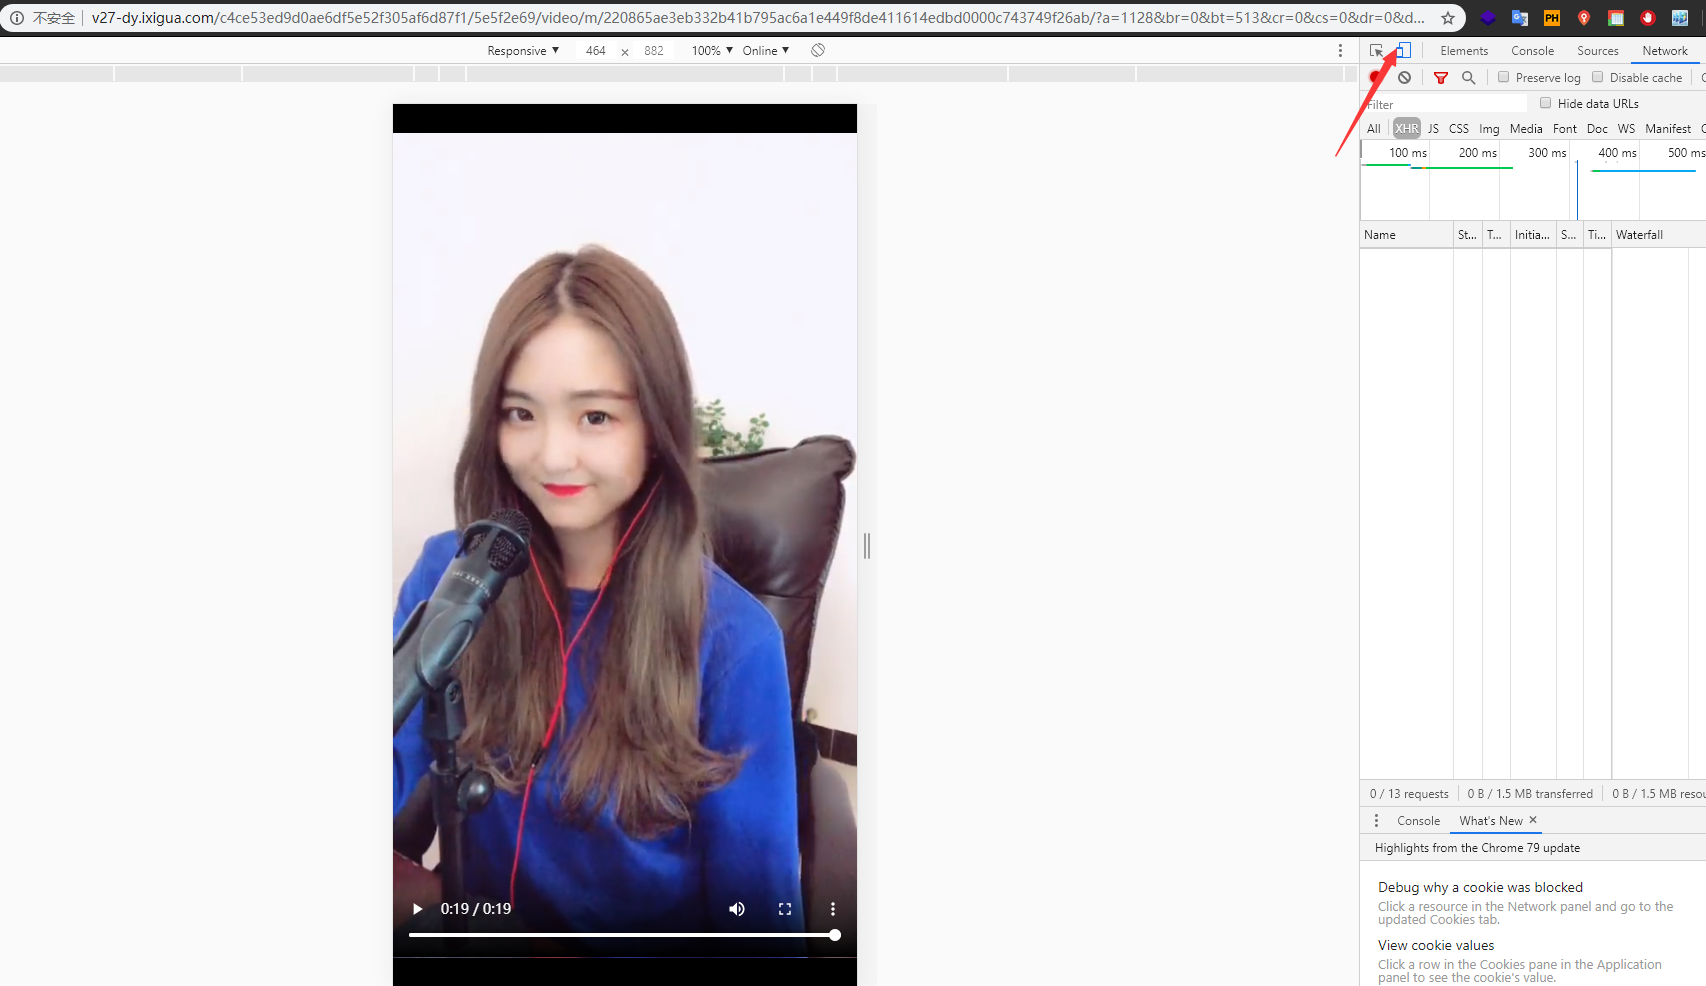 不安全 v27-dy.ixigua.com/c4ce53ed9d0ae6df5e52f305af6d87f1/5e5f2e69/video/m/220865ae3eb332b41b795ac6a1e449f8de411614edbd0000c743749f26ab/?a=1128&br=0&bt=513&cr=0&cs=0&dr=0&d... PH
Responsive ▼ 464 × 882 100% ▼ Online ▼
Elements Console Sources Network
Preserve log Disable cache
Filter Hide data URLs
All XHR JS CSS Img Media Font Doc WS Manifest
100 ms 200 ms 300 ms 400 ms 500 ms
Name St... T... Initia... S... Ti... Waterfall
0:19 / 0:19
0 / 13 requests 0 B / 1.5 MB transferred 0 B / 1.5 MB resou
Console What's New ×
Highlights from the Chrome 79 update
Debug why a cookie was blocked
Click a resource in the Network panel and go to the
updated Cookies tab.
View cookie values
Click a row in the Cookies pane in the Application
panel to see the cookie's value.